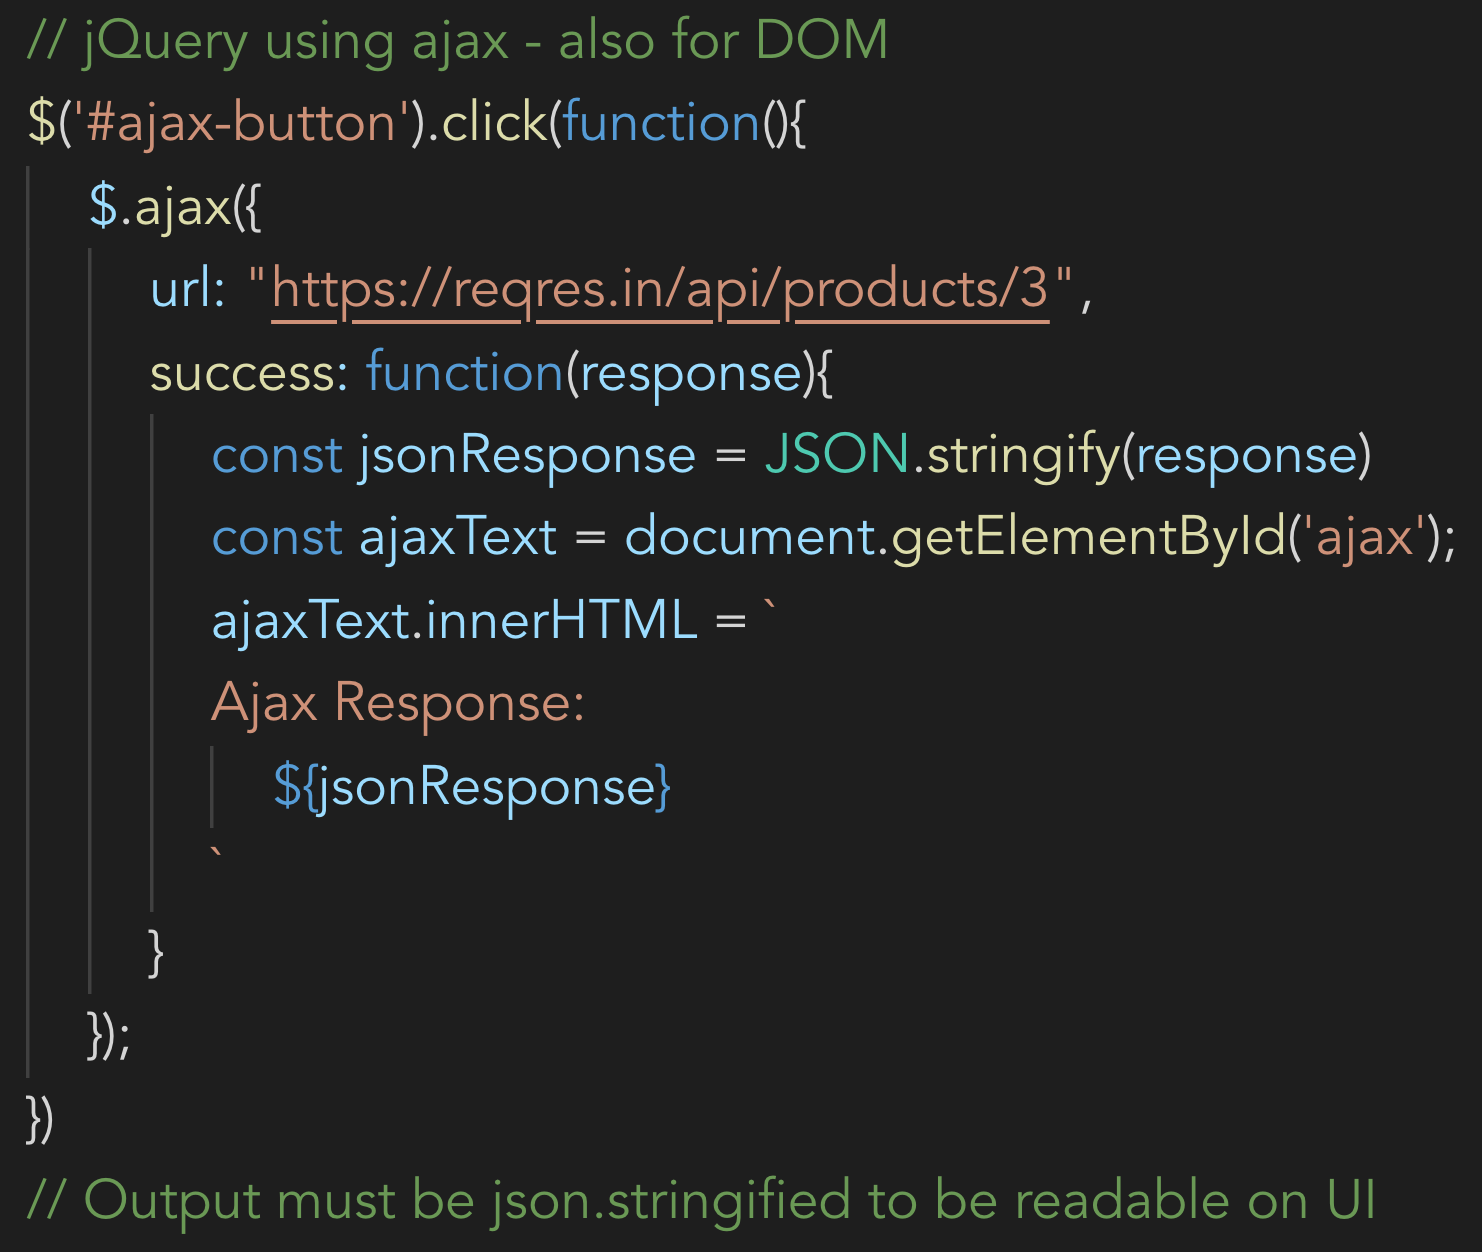 // jQuery using ajax - also for DOM
$('#ajax-button').click(function(){
$.ajax({
url: "https://reqres.in/api/products/3",
success: function(response){
const jsonResponse = JSON.stringify(response)
const ajaxText = document.getElementById('ajax');
ajaxText.innerHTML = `
Ajax Response:
${jsonResponse}
`
}
});
})
// Output must be json.stringified to be readable on UI